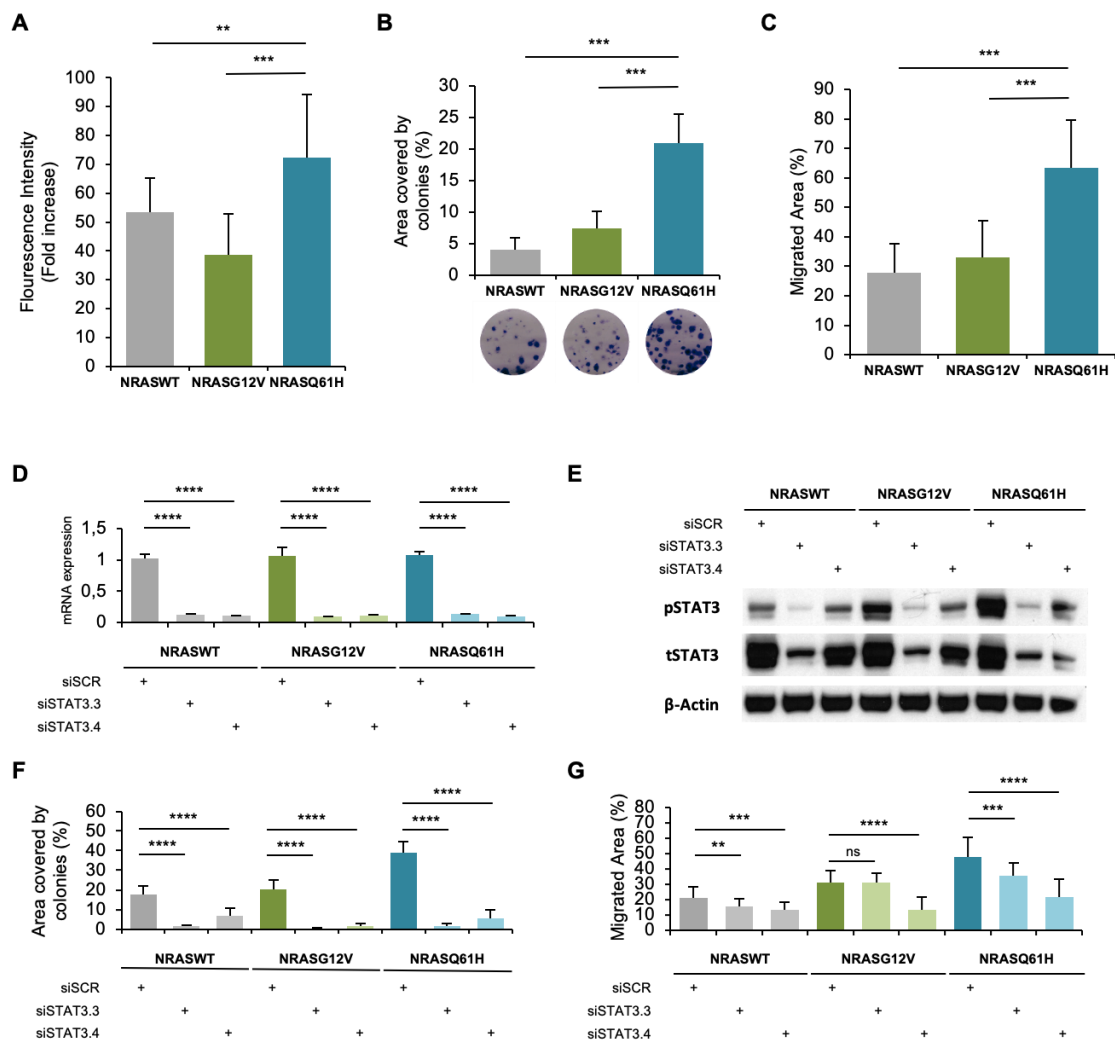 A
B
C
**
***
100
90
80
70
60
50
40
30
20
10
0
Flourescence Intensity
(Fold increase)
NRASWT NRASG12V NRASQ61H
***
***
30
25
20
15
10
5
0
Area covered by
colonies (%)
NRASWT NRASG12V NRASQ61H
***
***
90
80
70
60
50
40
30
20
10
0
Migrated Area (%)
NRASWT NRASG12V NRASQ61H
D
**** **** ****
**** **** ****
1,5
1
0,5
0
mRNA expression
NRASWT NRASG12V NRASQ61H
siSCR + + +
siSTAT3.3 + + +
siSTAT3.4 + + +
E
NRASWT NRASG12V NRASQ61H
siSCR + + +
siSTAT3.3 + + +
siSTAT3.4 + + +
pSTAT3
tSTAT3
β-Actin
F
**** **** ****
**** **** ****
60
50
40
30
20
10
0
Area covered by
colonies (%)
NRASWT NRASG12V NRASQ61H
siSCR + + +
siSTAT3.3 + + +
siSTAT3.4 + + +
G
*** **** ****
** ns ***
80
70
60
50
40
30
20
10
0
Migrated Area (%)
NRASWT NRASG12V NRASQ61H
siSCR + + +
siSTAT3.3 + + +
siSTAT3.4 + + +